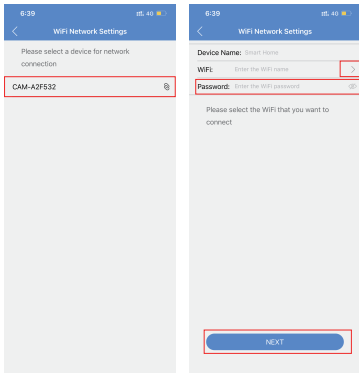 6:39
40
WiFi Network Settings
Please select a device for network
connection
CAM-A2F532
6:39
40
WiFi Network Settings
Device Name: Smart Home
WiFi: Enter the WiFi name
Password: Enter the WiFi password
Please select the WiFi that you want to
connect
NEXT